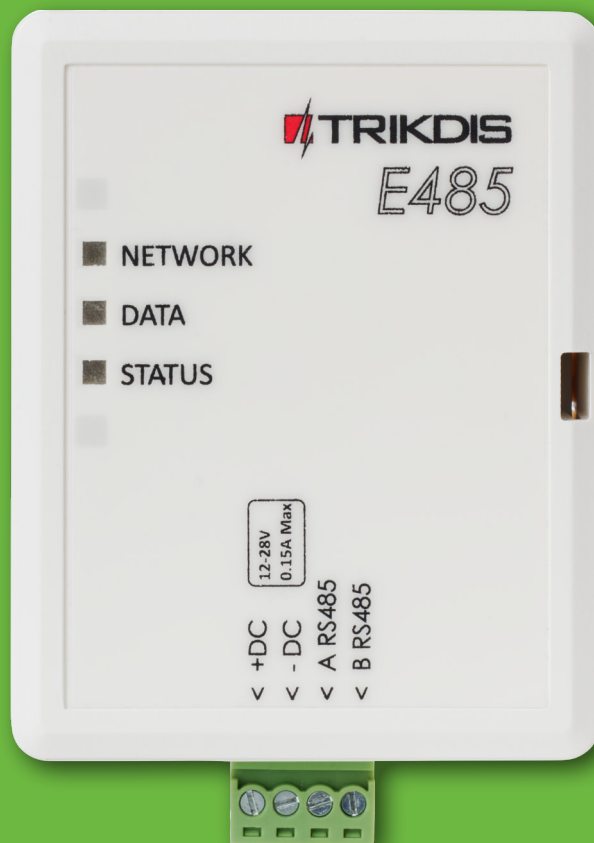 TRIKDIS
E485
NETWORK
DATA
STATUS
12-28V
0.15A Max
< +DC
< - DC
< A RS485
< B RS485